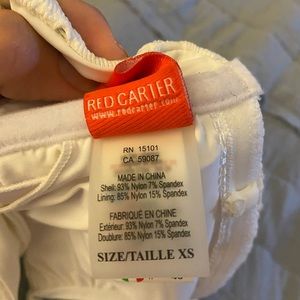 RED CARTER
www.redcarter.com
RN 15101
CA 59087
MADE IN CHINA
Shell: 93% Nylon 7% Spandex
Lining: 85% Nylon 15% Spandex
FABRIQUÉ EN CHINE
Extérieur: 93% Nylon 7% Spandex
Doublure: 85% Nylon 15% Spandex
SIZE/TAILLE XS